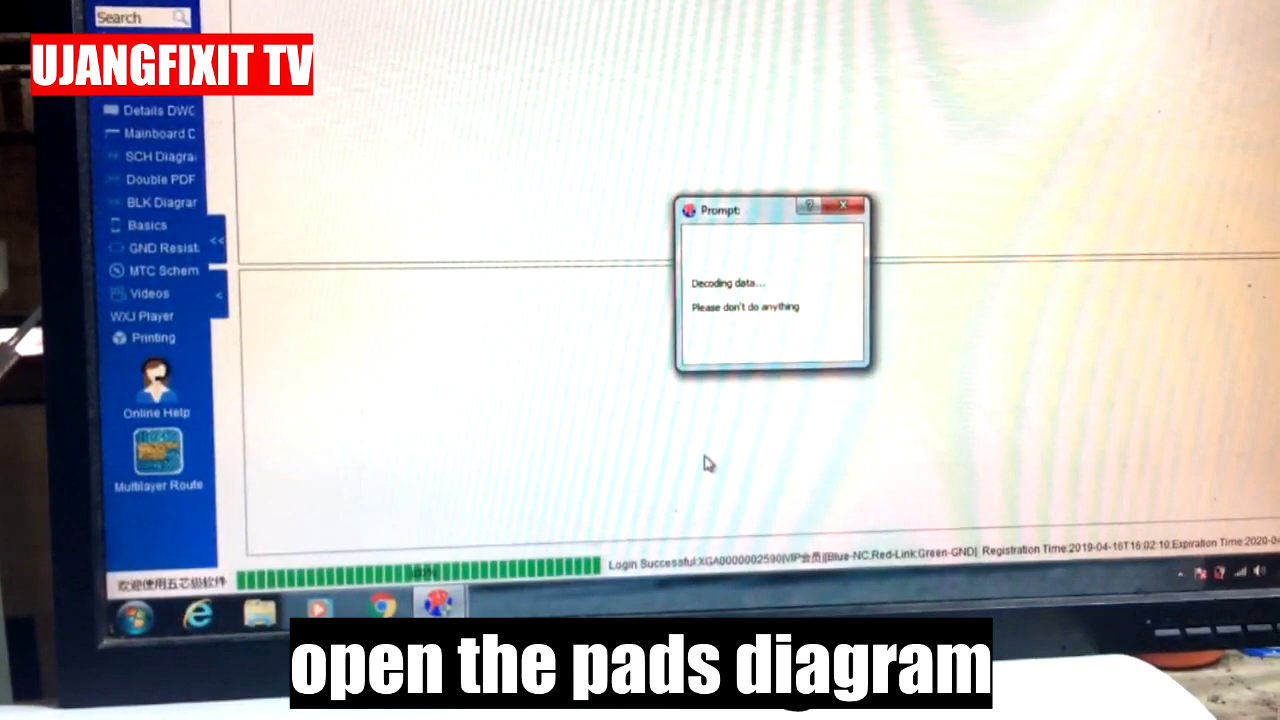 Search
UJANGFIXIT TV
Details DWG
Mainboard D
SCH Diagra
Double PDF
BLK Diagrar
Basics
GND Resist
MTC Schem
Videos
WXJ Player
Printing
Online Help
Multilayer Route
<<
<
Prompt:
?
X
Decoding data...
Please don't do anything
欢迎使用五芯级软件
Login Successful:XGA0000002590|VIP会员|[Blue-NC,Red-Link;Green-GND] Registration Time:2019-04-16T16:02:10;Expiration Time:2020-04
open the pads diagram